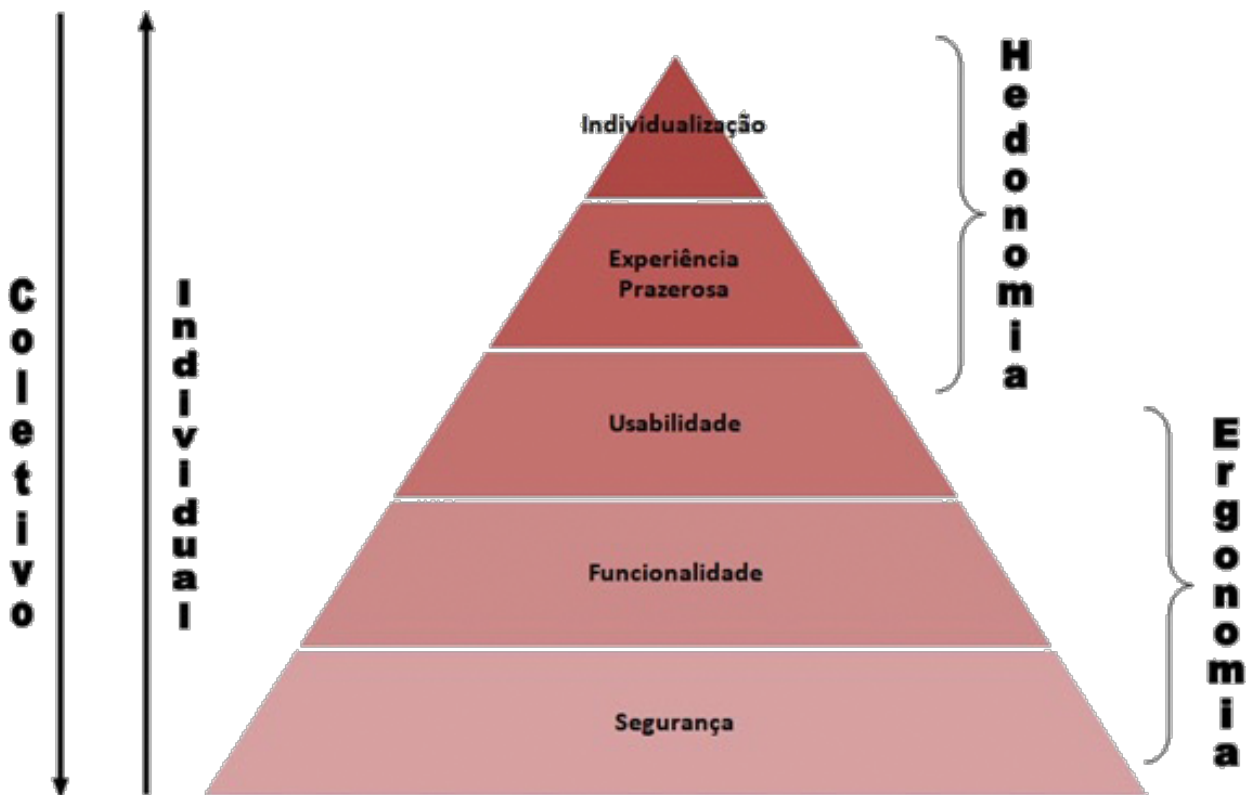 Coletivo
Individual
Individualização
Experiência
Prazerosa
Usabilidade
Funcionalidade
Segurança
Hedonomia
Ergonomia